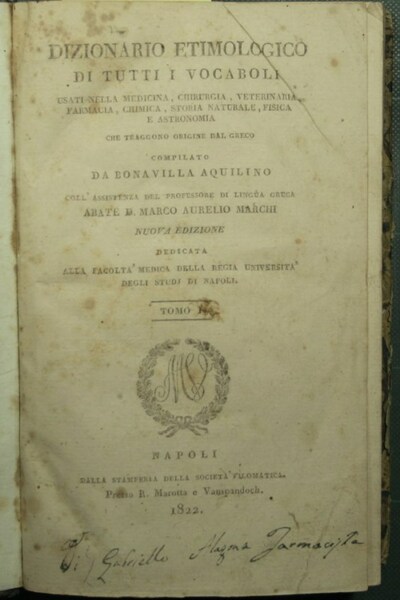 DIZIONARIO ETIMOLOGICO
DI TUTTI I VOCABOLI
USATI NELLA MEDICINA, CHIRURGIA, VETERINARIA,
FARMACIA, CHIMICA, STORIA NATURALE, FISICA
E ASTRONOMIA
CHE TRAGGONO ORIGINE DAL GRECO
COMPILATO
DA BONAVILLA AQUILINO
COLL' ASSISTENZA DEL PROFESSORE DI LINGUA GRECA
ABATE D. MARCO AURELIO MARCHI
NUOVA EDIZIONE
DEDICATA
ALLA FACOLTA' MEDICA DELLA REGIA UNIVERSITA'
DEGLI STUDI DI NAPOLI.
TOMO
NAPOLI
DALLA STAMPERIA DELLA SOCIETÀ FILOMATICA.
Presso R. Marotta e Vanspandoch.
1822.
Di Gabriello Magma Farmacista